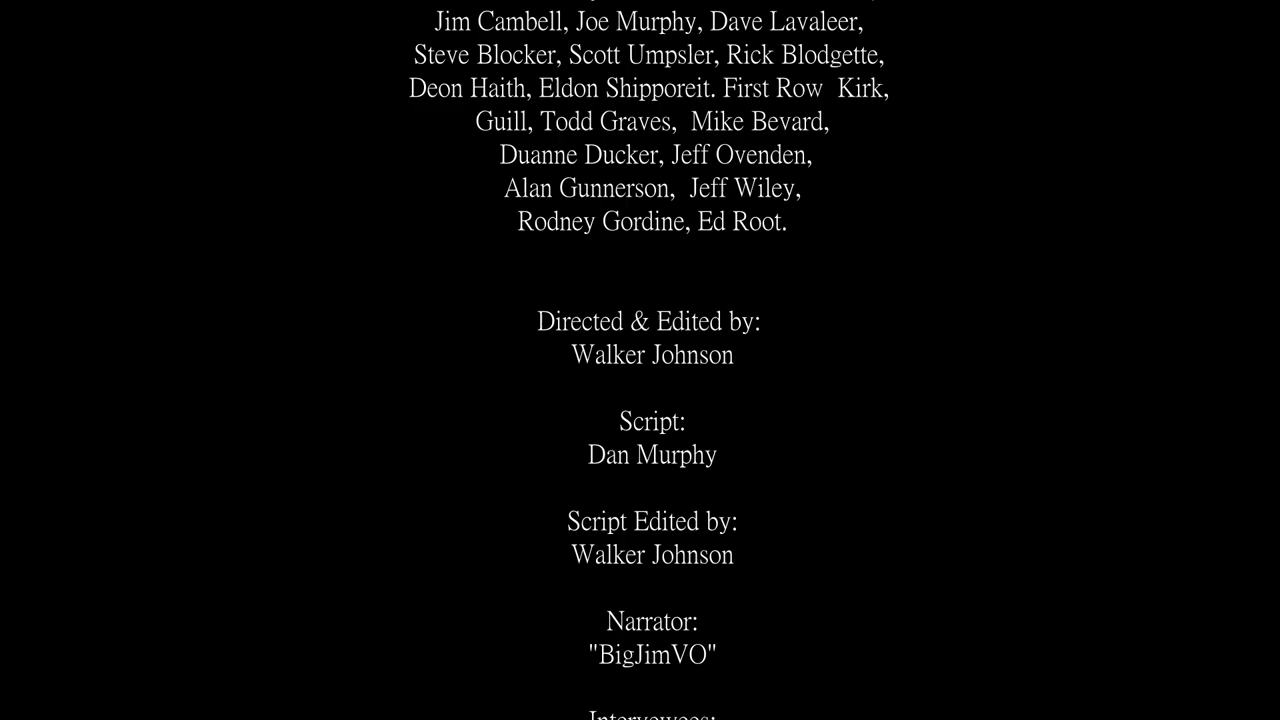 Jim Cambell, Joe Murphy, Dave Lavaleer,
Steve Blocker, Scott Umpsler, Rick Blodgette,
Deon Haith, Eldon Shipporeit. First Row  Kirk,
Guill, Todd Graves,  Mike Bevard,
Duanne Ducker, Jeff Ovenden,
Alan Gunnerson,  Jeff Wiley,
Rodney Gordine, Ed Root.
Directed & Edited by:
Walker Johnson
Script:
Dan Murphy
Script Edited by:
Walker Johnson
Narrator:
"BigJimVO"